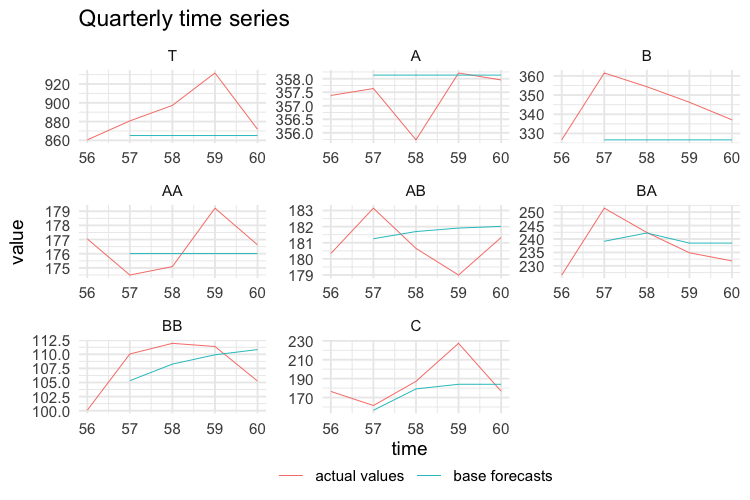 Quarterly time series
T A B
920
900
880
860
56 57 58 59 60
358.0
357.5
357.0
356.5
356.0
56 57 58 59 60
360
350
340
330
56 57 58 59 60
AA AB BA
179
178
177
176
175
56 57 58 59 60
183
182
181
180
179
56 57 58 59 60
250
245
240
235
230
56 57 58 59 60
BB C
112.5
110.0
107.5
105.0
102.5
100.0
56 57 58 59 60
230
210
190
170
56 57 58 59 60
value
time
actual values base forecasts